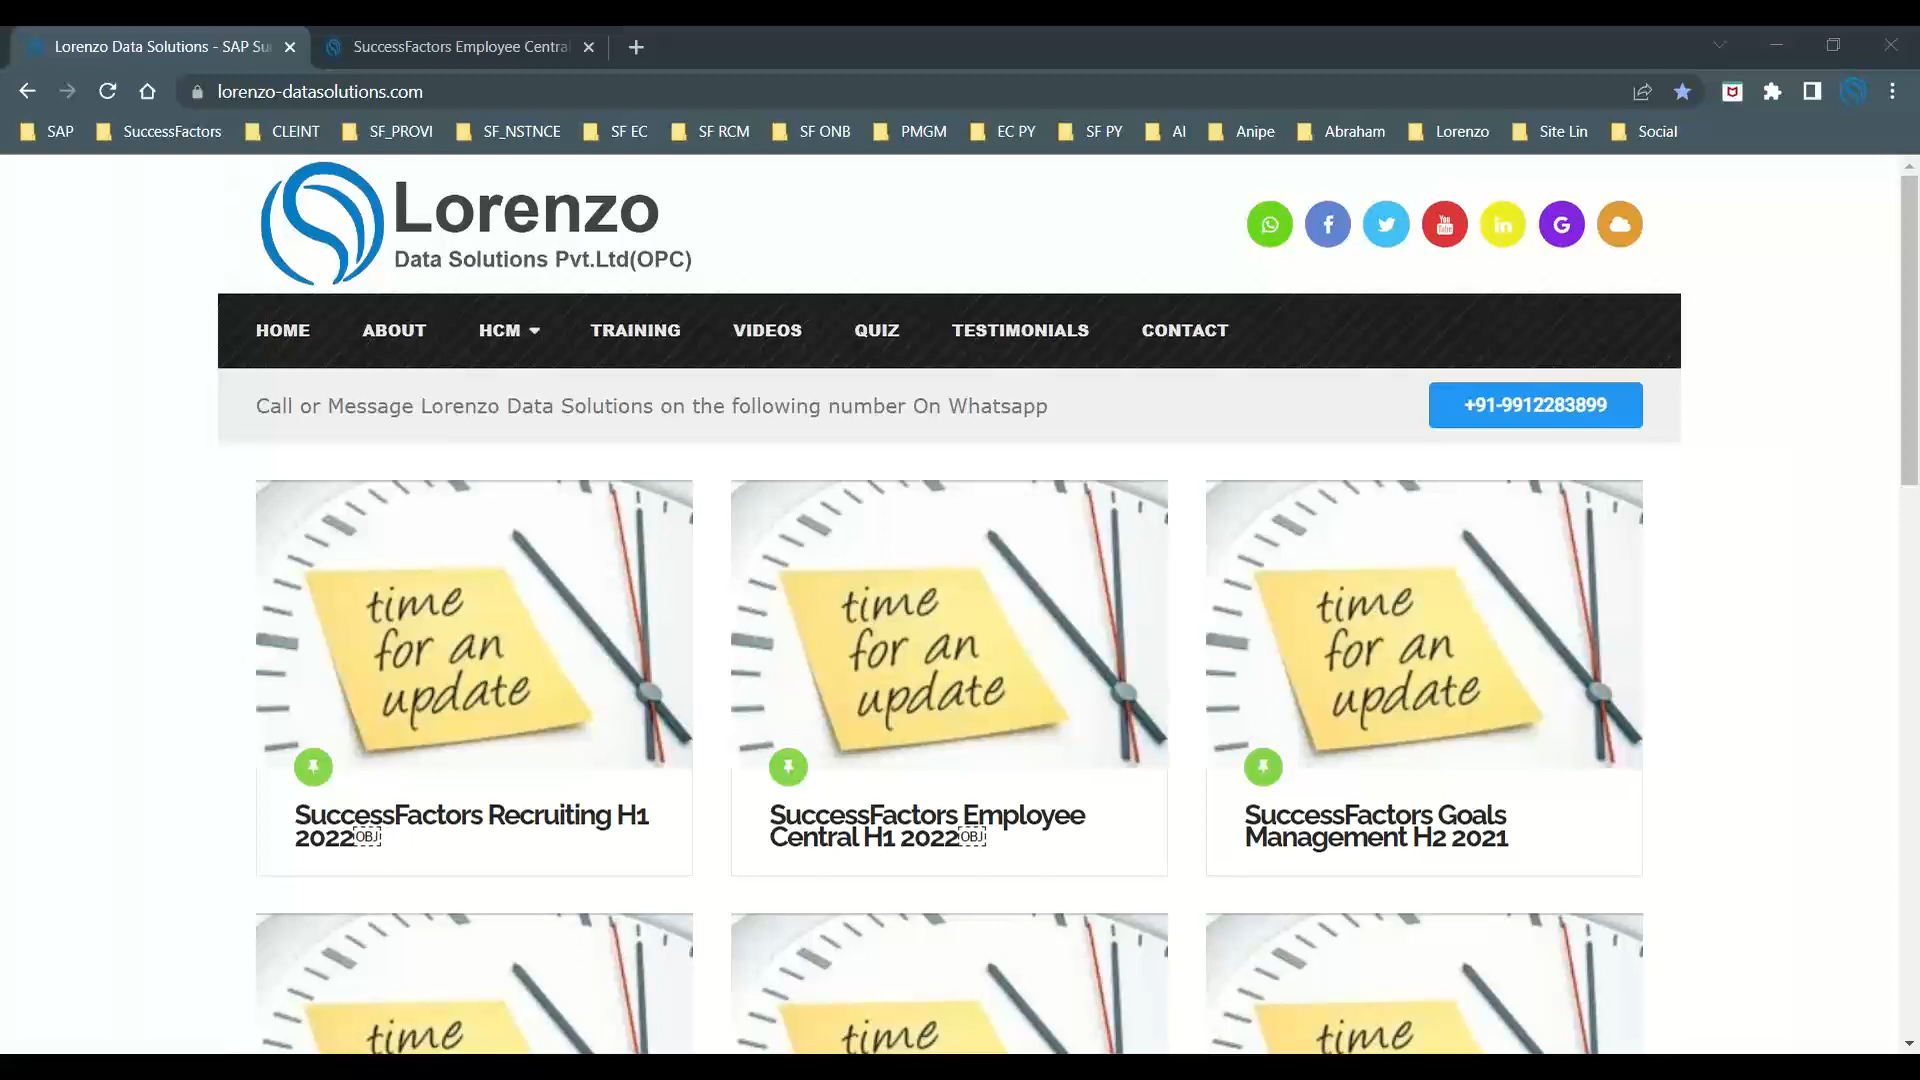 Lorenzo Data Solutions - SAP Su
SuccessFactors Employee Centra
lorenzo-datasolutions.com
SAP SuccessFactors CLEINT SF_PROVI SF_NSTNCE SF EC SF RCM SF ONB PMGM EC PY SF PY AI Anipe Abraham Lorenzo Site Lin Social
Lorenzo
Data Solutions Pvt.Ltd(OPC)
You
Tube
in
G
HOME ABOUT HCM TRAINING VIDEOS QUIZ TESTIMONIALS CONTACT
Call or Message Lorenzo Data Solutions on the following number On Whatsapp
+91-9912283899
time
for an
update
time
for an
update
time
for an
update
SuccessFactors Recruiting H1
2022￼
SuccessFactors Employee
Central H1 2022￼
SuccessFactors Goals
Management H2 2021
time
time
time